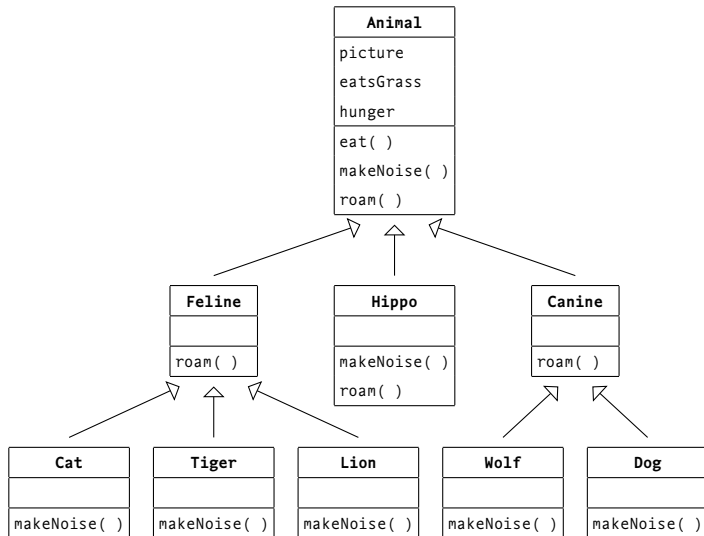 Animal
picture
eatsGrass
hunger
eat( )
makeNoise( )
roam( )
Feline
roam( )
Hippo
makeNoise( )
roam( )
Canine
roam( )
Cat
makeNoise( )
Tiger
makeNoise( )
Lion
makeNoise( )
Wolf
makeNoise( )
Dog
makeNoise( )